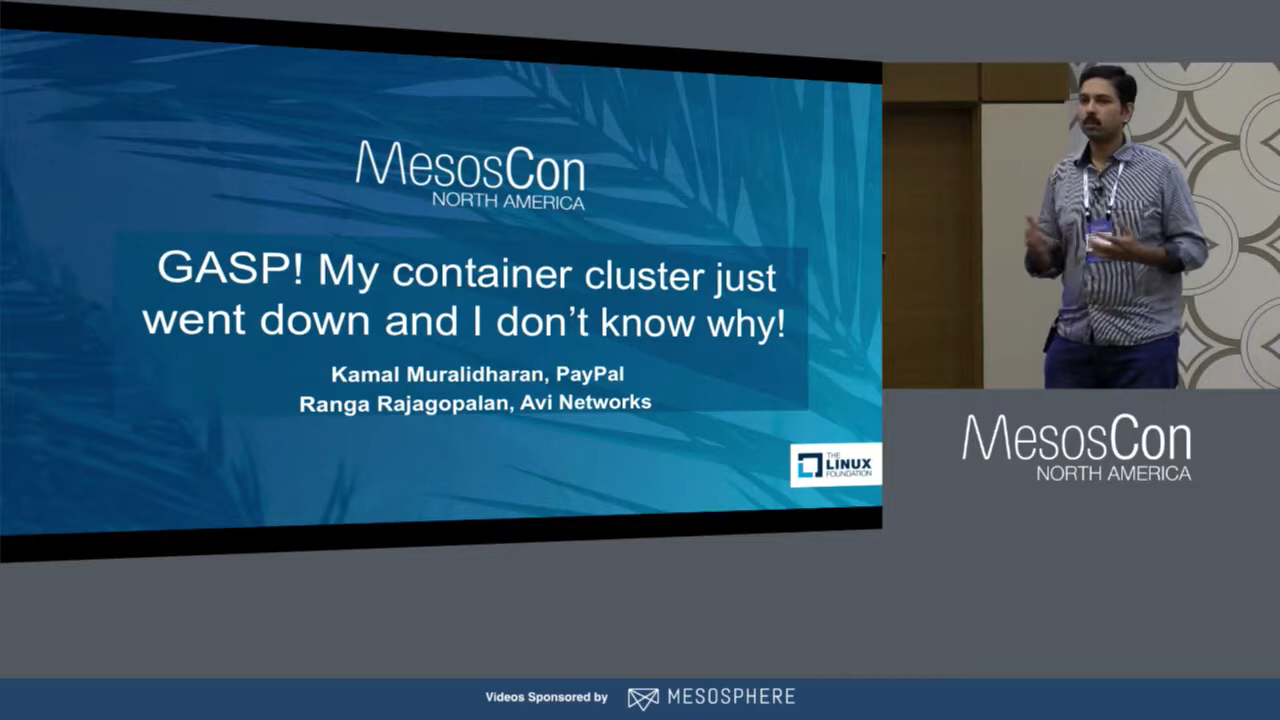 MesosCon
NORTH AMERICA
GASP! My container cluster just
went down and I don't know why!
Kamal Muralidharan, PayPal
Ranga Rajagopalan, Avi Networks
THE
LINUX
FOUNDATION
MesosCon
NORTH AMERICA
Videos Sponsored by MESOSPHERE